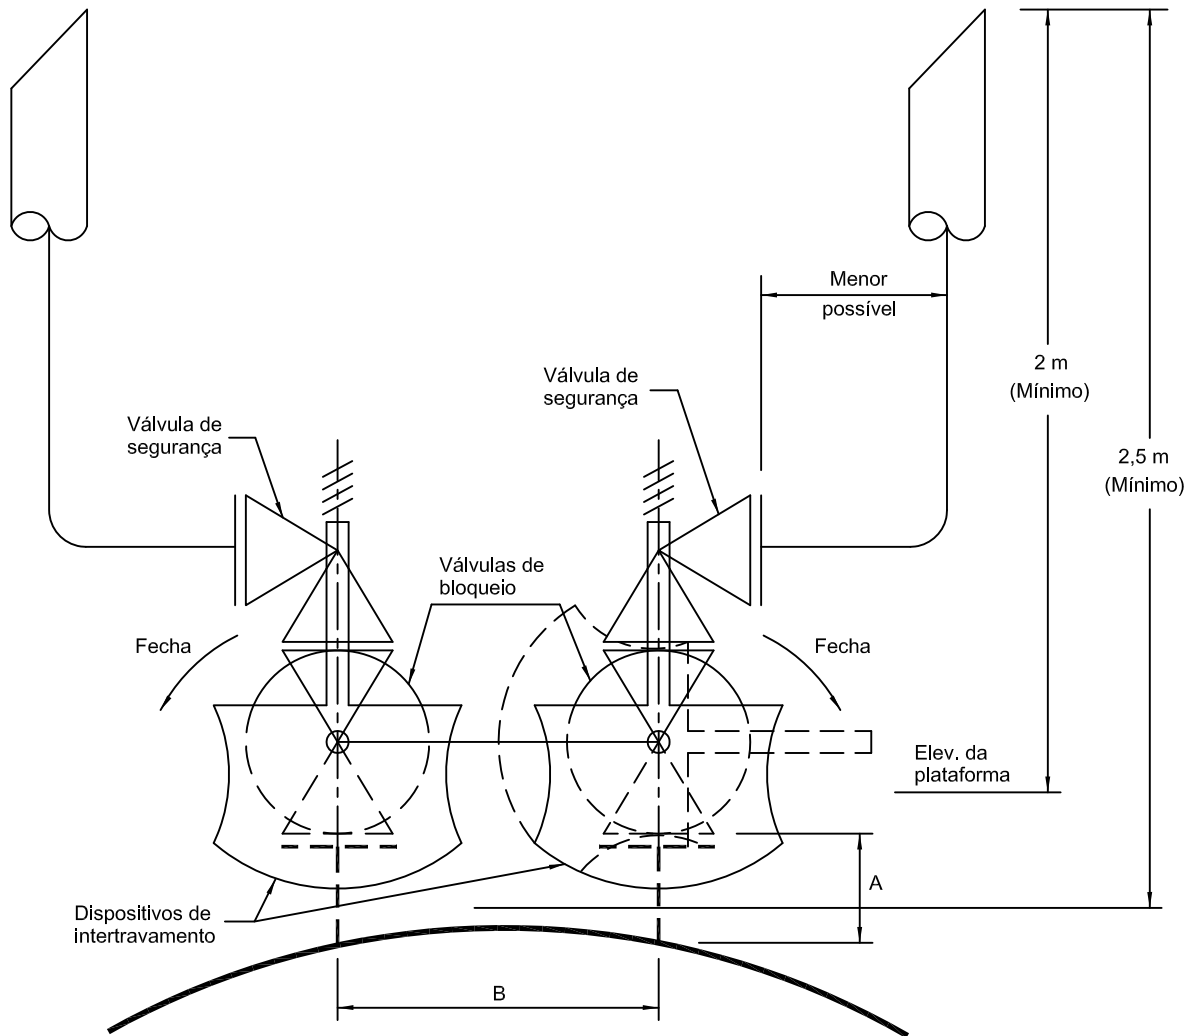 Menor
possível
2 m
(Mínimo)
Válvula de
segurança
Válvula de
segurança
2,5 m
(Mínimo)
Válvulas de
bloqueio
Fecha
Fecha
Elev. da
plataforma
A
Dispositivos de
intertravamento
B